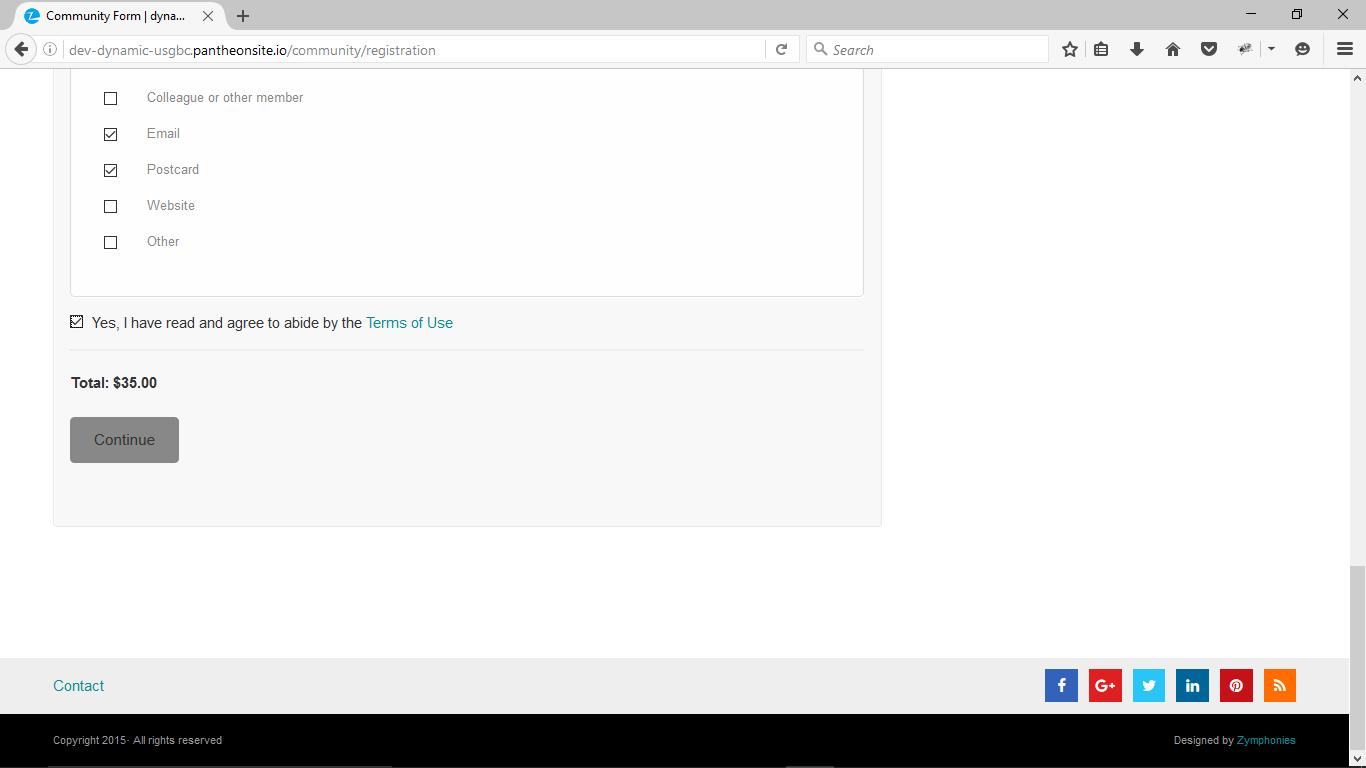 Community Form | dyna...
dev-dynamic-usgbc.pantheonsite.io/community/registration
Search
Colleague or other member
Email
Postcard
Website
Other
Yes, I have read and agree to abide by the Terms of Use
Total: $35.00
Continue
Contact
Copyright 2015· All rights reserved
Designed by Zymphonies